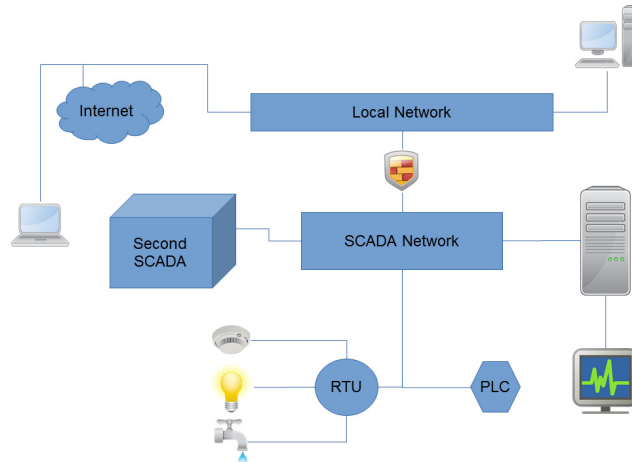 Internet
Local Network
Second
SCADA
SCADA Network
RTU
PLC